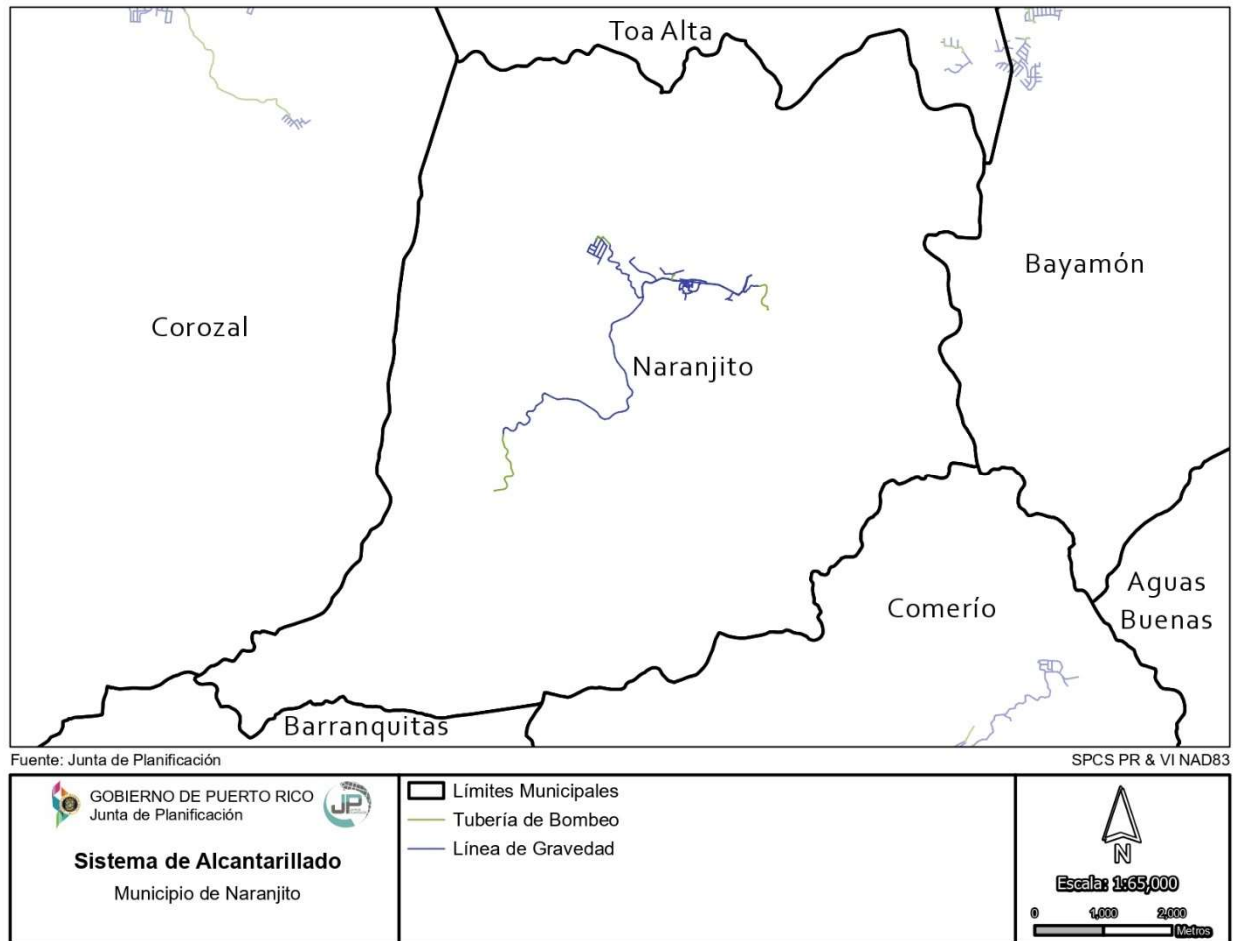 Toa Alta
Bayamón
Corozal
Naranjito
Aguas
Buenas
Comerío
Barranquitas
Fuente: Junta de Planificación
SPCS PR & VI NAD83
GOBIERNO DE PUERTO RICO
Junta de Planificación
JP
Sistema de Alcantarillado
Municipio de Naranjito
Límites Municipales
Tubería de Bombeo
Línea de Gravedad
N
Escala: 1:65,000
0 1,000 2,000
Metros